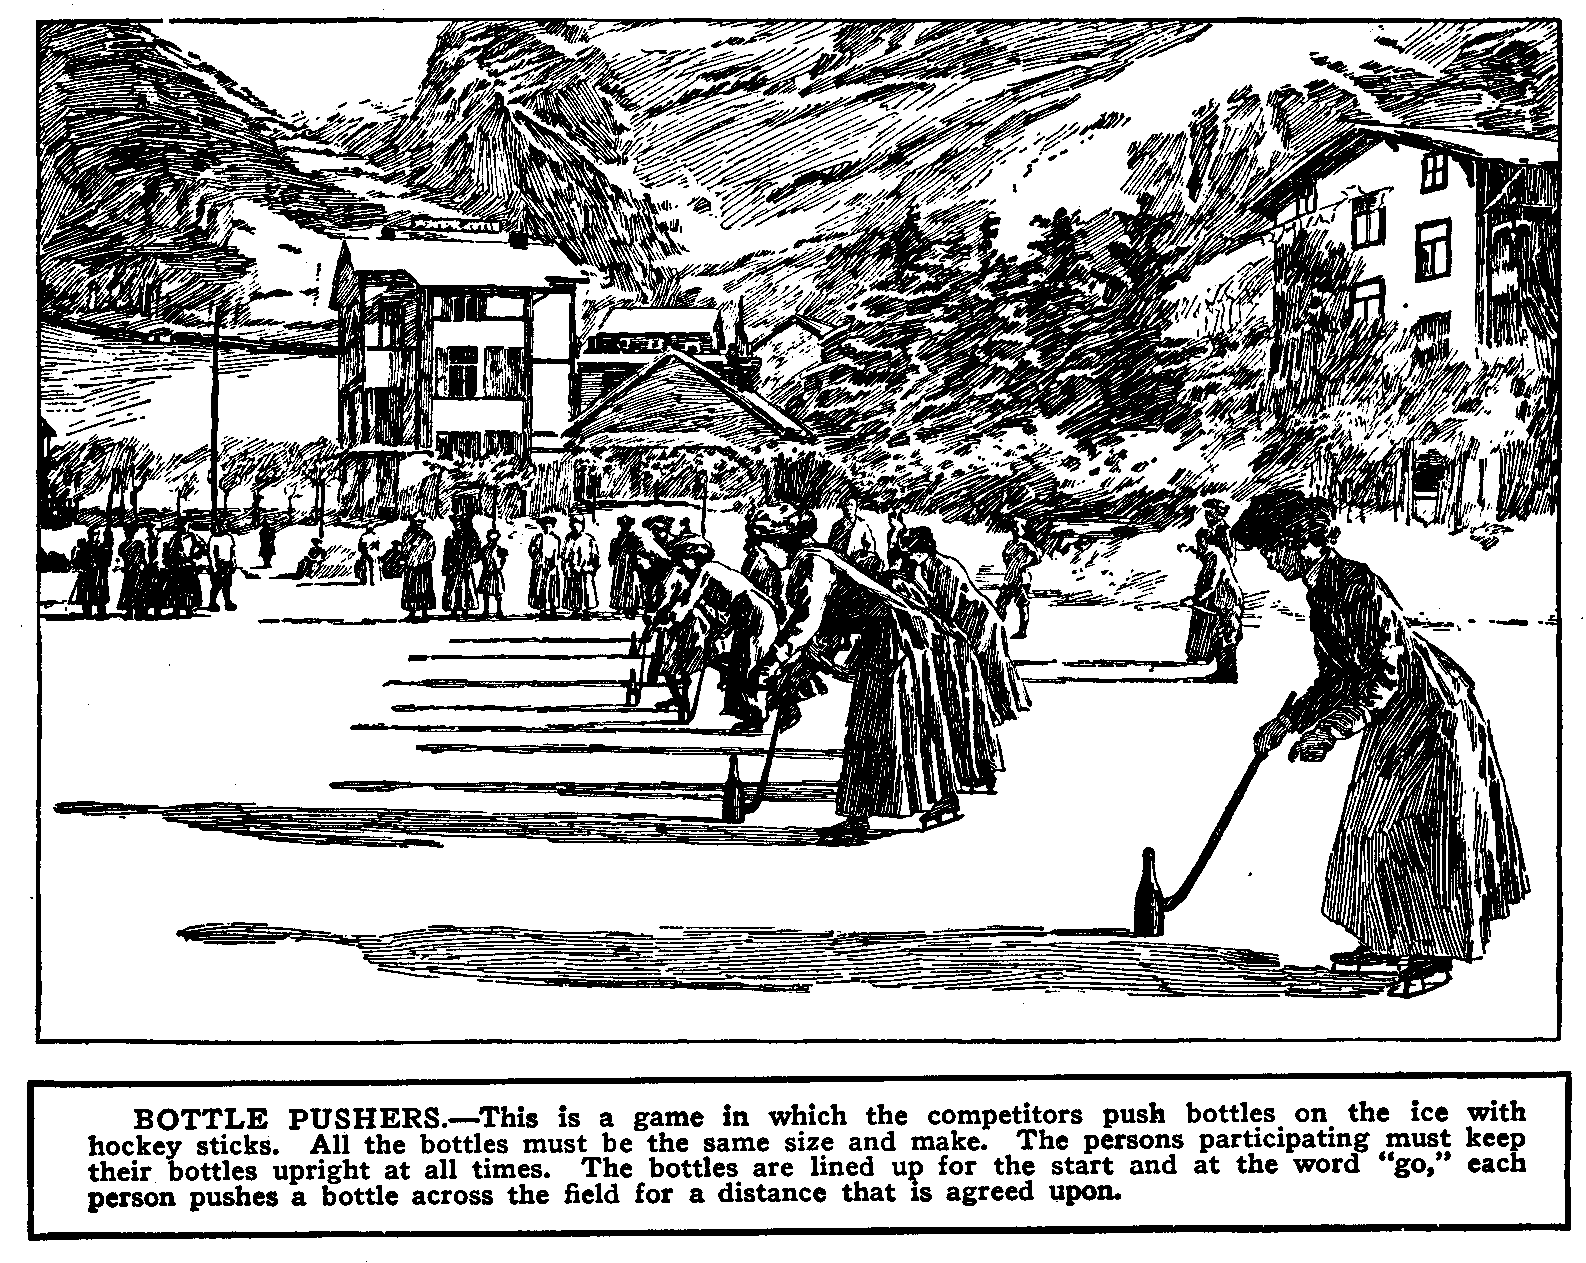 BOTTLE PUSHERS.—This is a game in which the competitors push bottles on the ice with
hockey sticks. All the bottles must be the same size and make. The persons participating must keep
their bottles upright at all times. The bottles are lined up for the start and at the word “go,” each
person pushes a bottle across the field for a distance that is agreed upon.